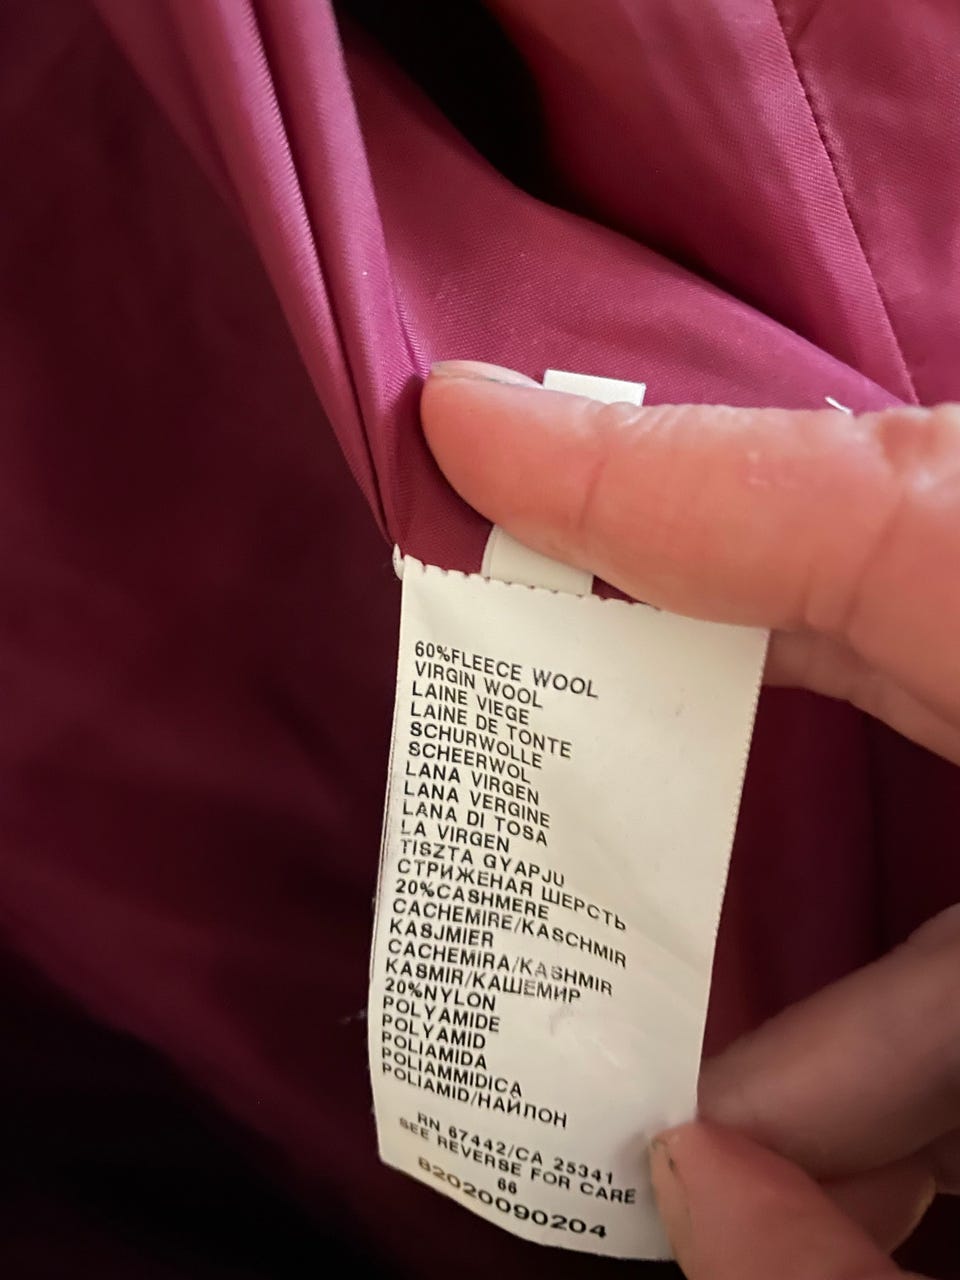 60%FLEECE WOOL
VIRGIN WOOL
LAINE VIEGE
LAINE DE TONTE
SCHURWOLLE
SCHEERWOL
LANA VIRGEN
LANA VERGINE
LANA DI TOSA
LA VIRGEN
TISZTA GYAPJU
СТРИЖЕНАЯ ШЕРСТЬ
20%CASHMERE
CACHEMIRE/KASCHMIR
KASJMIER
CACHEMIRA/KASHMIR
KASMIR/КАШЕМИР
20%NYLON
POLYAMIDE
POLYAMID
POLIAMIDA
POLIAMMIDICA
POLIAMID/НАЙЛОН
RN 67442/CA 25341
SEE REVERSE FOR CARE
66
82020090204